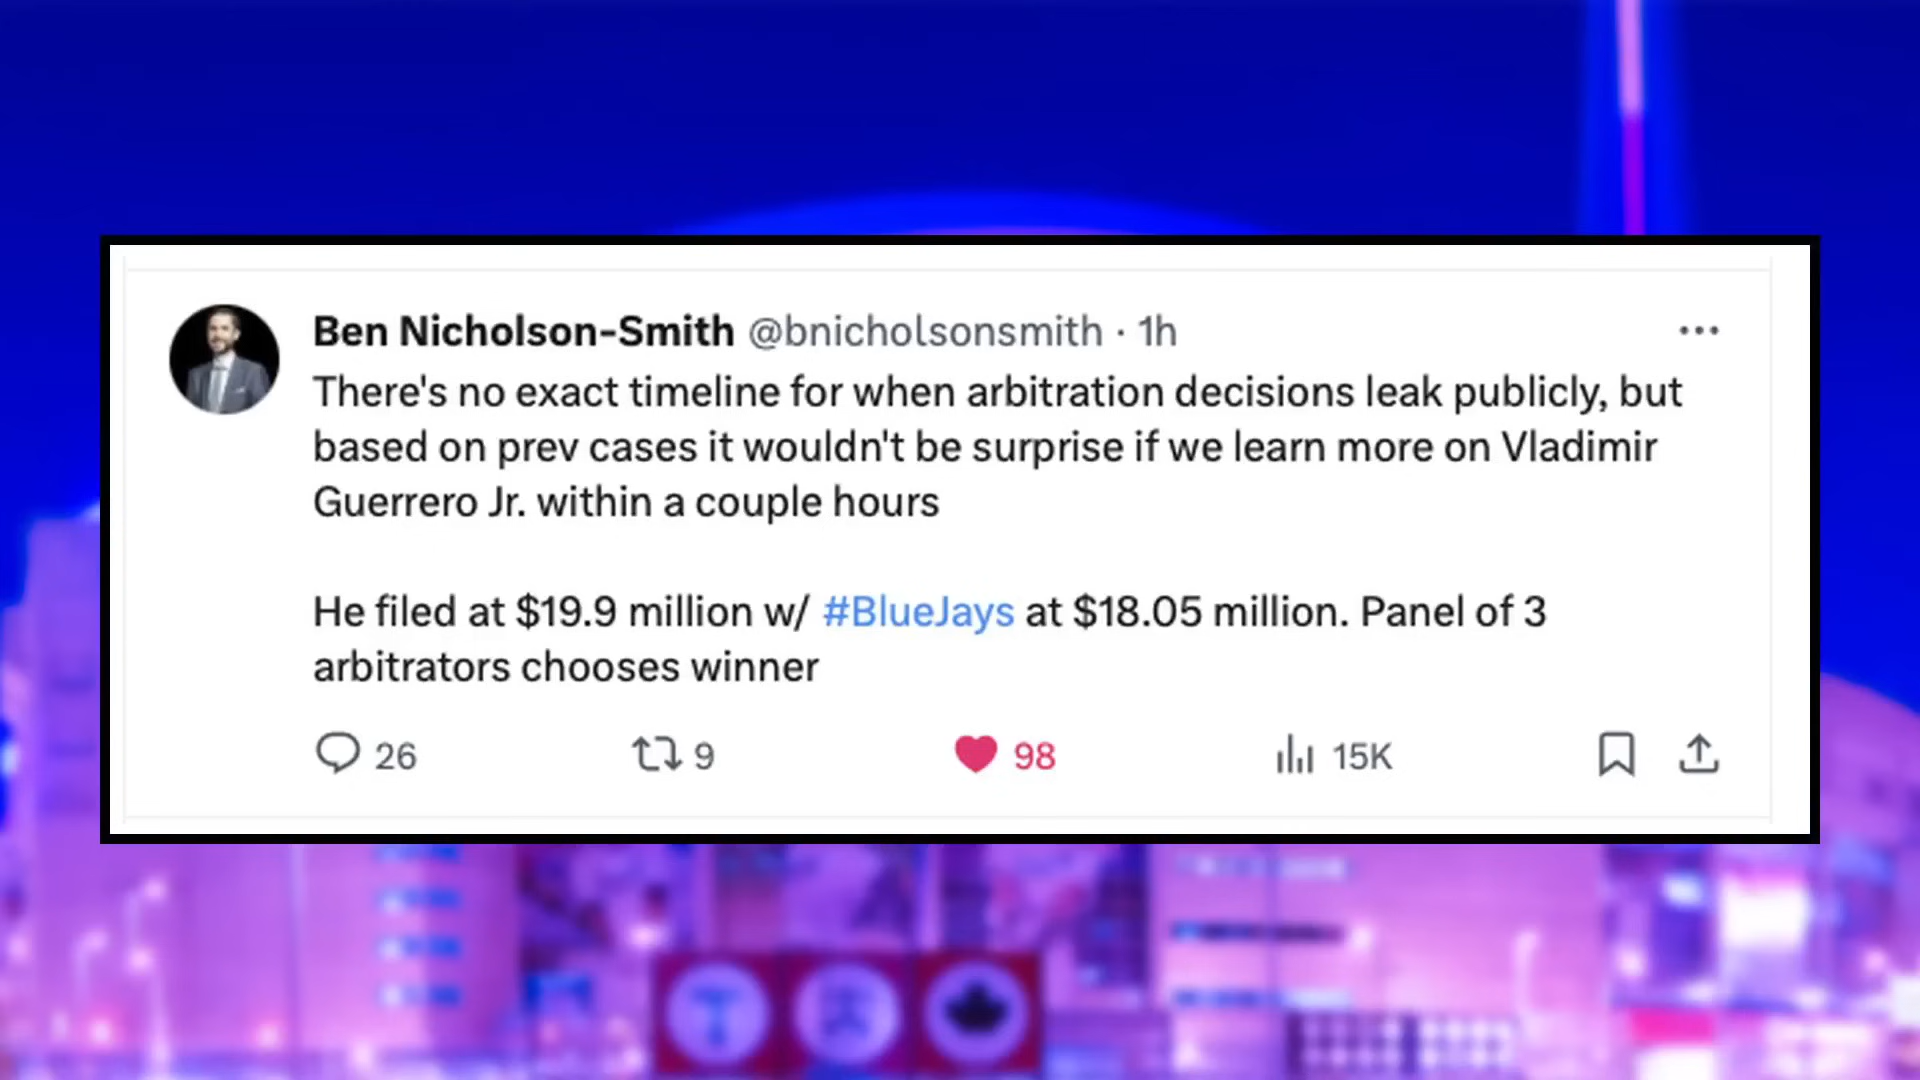 Ben Nicholson-Smith @bnicholsonsmith · 1h
There's no exact timeline for when arbitration decisions leak publicly, but
based on prev cases it wouldn't be surprise if we learn more on Vladimir
Guerrero Jr. within a couple hours
He filed at $19.9 million w/ #BlueJays at $18.05 million. Panel of 3
arbitrators chooses winner
26 9 98 15K